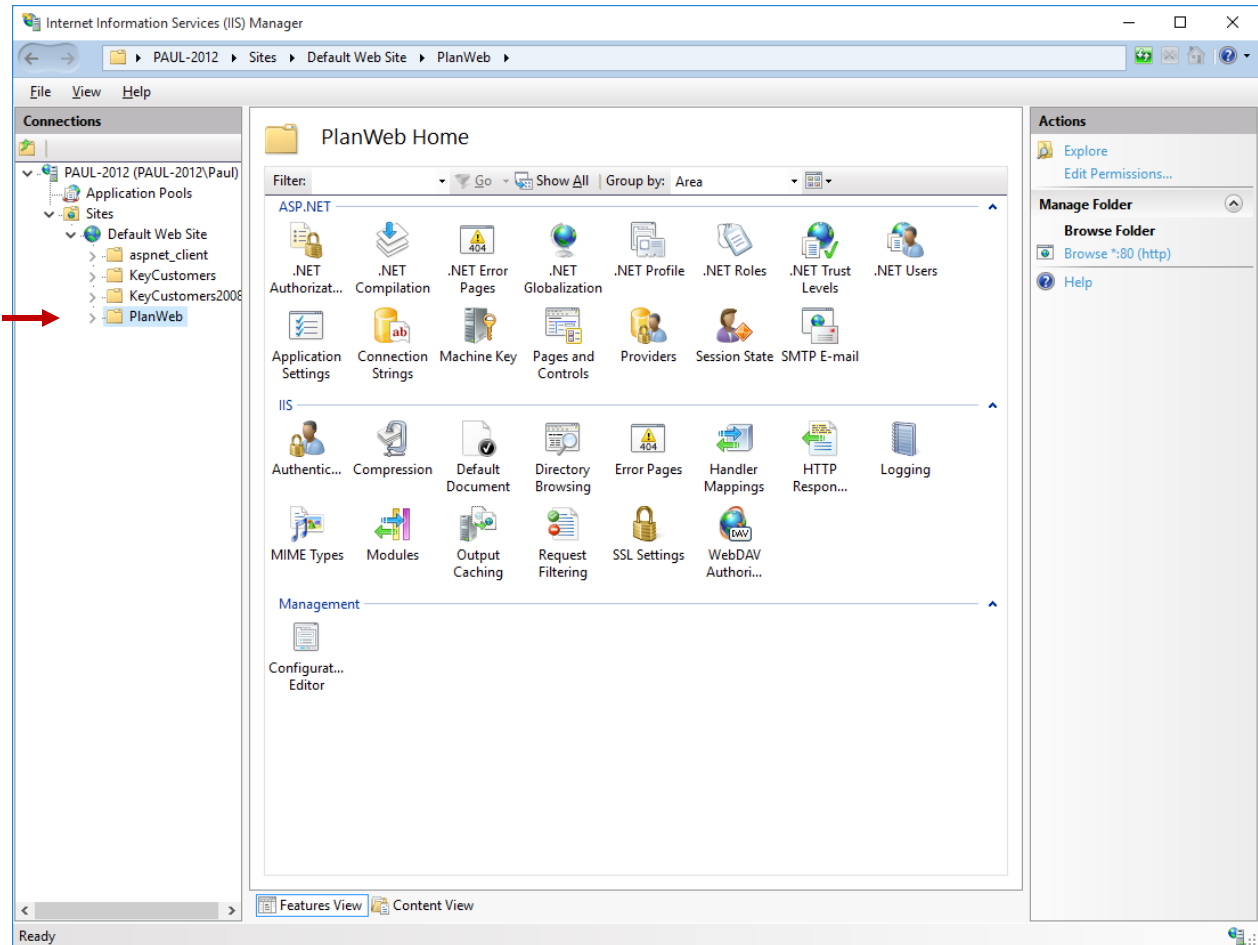 Internet Information Services (IIS) Manager
PAUL-2012 Sites Default Web Site PlanWeb
File View Help
Connections
PAUL-2012 (PAUL-2012\Paul)
Application Pools
Sites
Default Web Site
aspnet_client
KeyCustomers
KeyCustomers2008
PlanWeb
PlanWeb Home
Filter: Go Show All Group by: Area
ASP.NET
.NET Authorizat...
.NET Compilation
.NET Error Pages
.NET Globalization
.NET Profile
.NET Roles
.NET Trust Levels
.NET Users
Application Settings
Connection Strings
Machine Key
Pages and Controls
Providers
Session State
SMTP E-mail
IIS
Authentic...
Compression
Default Document
Directory Browsing
Error Pages
Handler Mappings
HTTP Respon...
Logging
MIME Types
Modules
Output Caching
Request Filtering
SSL Settings
WebDAV Authori...
Management
Configurat... Editor
Features View Content View
Actions
Explore
Edit Permissions...
Manage Folder
Browse Folder
Browse *:80 (http)
Help
Ready